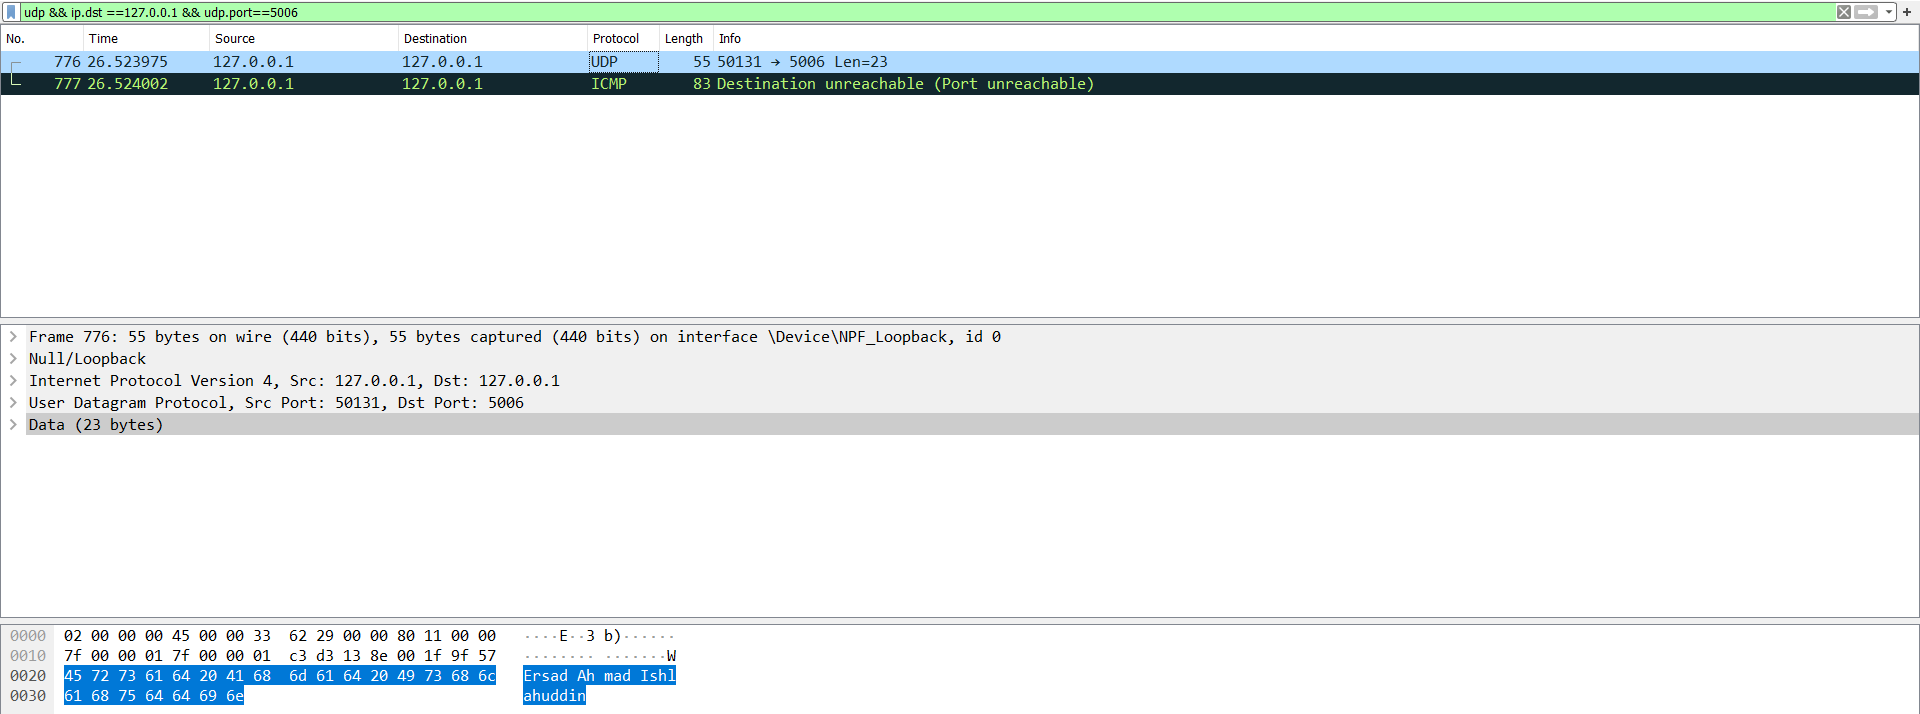 udp && ip.dst ==127.0.0.1 && udp.port==5006
No. Time Source Destination Protocol Length Info
776 26.523975 127.0.0.1 127.0.0.1 UDP 55 50131 → 5006 Len=23
777 26.524002 127.0.0.1 127.0.0.1 ICMP 83 Destination unreachable (Port unreachable)
Frame 776: 55 bytes on wire (440 bits), 55 bytes captured (440 bits) on interface \Device\NPF_Loopback, id 0
Null/Loopback
Internet Protocol Version 4, Src: 127.0.0.1, Dst: 127.0.0.1
User Datagram Protocol, Src Port: 50131, Dst Port: 5006
Data (23 bytes)
0000 02 00 00 00 45 00 00 33 62 29 00 00 80 11 00 00 ····E··3 b)······
0010 7f 00 00 01 7f 00 00 01 c3 d3 13 8e 00 1f 9f 57 ········ ·······W
0020 45 72 73 61 64 20 41 68 6d 61 64 20 49 73 68 6c Ersad Ah mad Ishl
0030 61 68 75 64 64 69 6e ahuddin